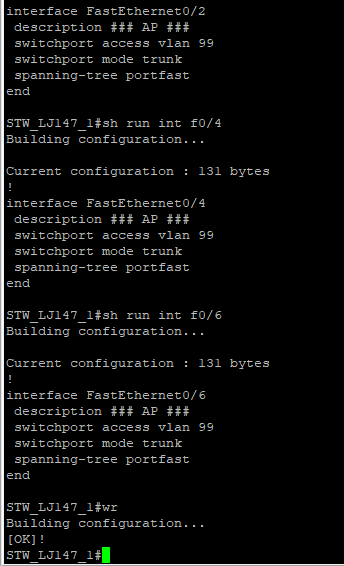 interface FastEthernet0/2
description ### AP ###
switchport access vlan 99
switchport mode trunk
spanning-tree portfast
end
STW_LJ147_1#sh run int f0/4
Building configuration...
Current configuration : 131 bytes
!
interface FastEthernet0/4
description ### AP ###
switchport access vlan 99
switchport mode trunk
spanning-tree portfast
end
STW_LJ147_1#sh run int f0/6
Building configuration...
Current configuration : 131 bytes
!
interface FastEthernet0/6
description ### AP ###
switchport access vlan 99
switchport mode trunk
spanning-tree portfast
end
STW_LJ147_1#wr
Building configuration...
[OK]!
STW_LJ147_1#